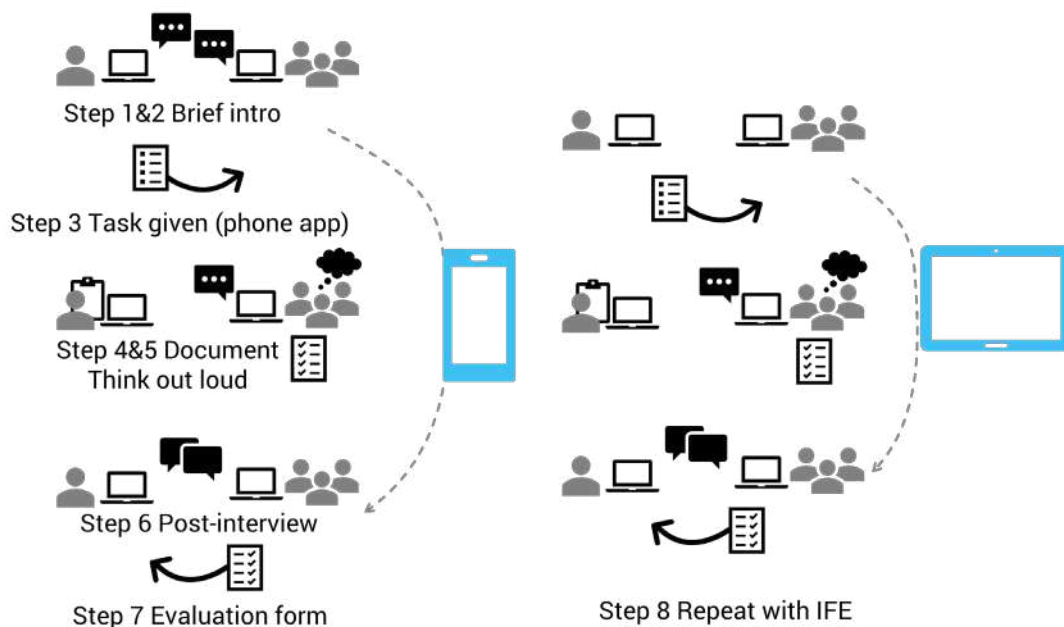 Step 1&2 Brief intro
Step 3 Task given (phone app)
Step 4&5 Document
Think out loud
Step 6 Post-interview
Step 7 Evaluation form
Step 8 Repeat with IFE